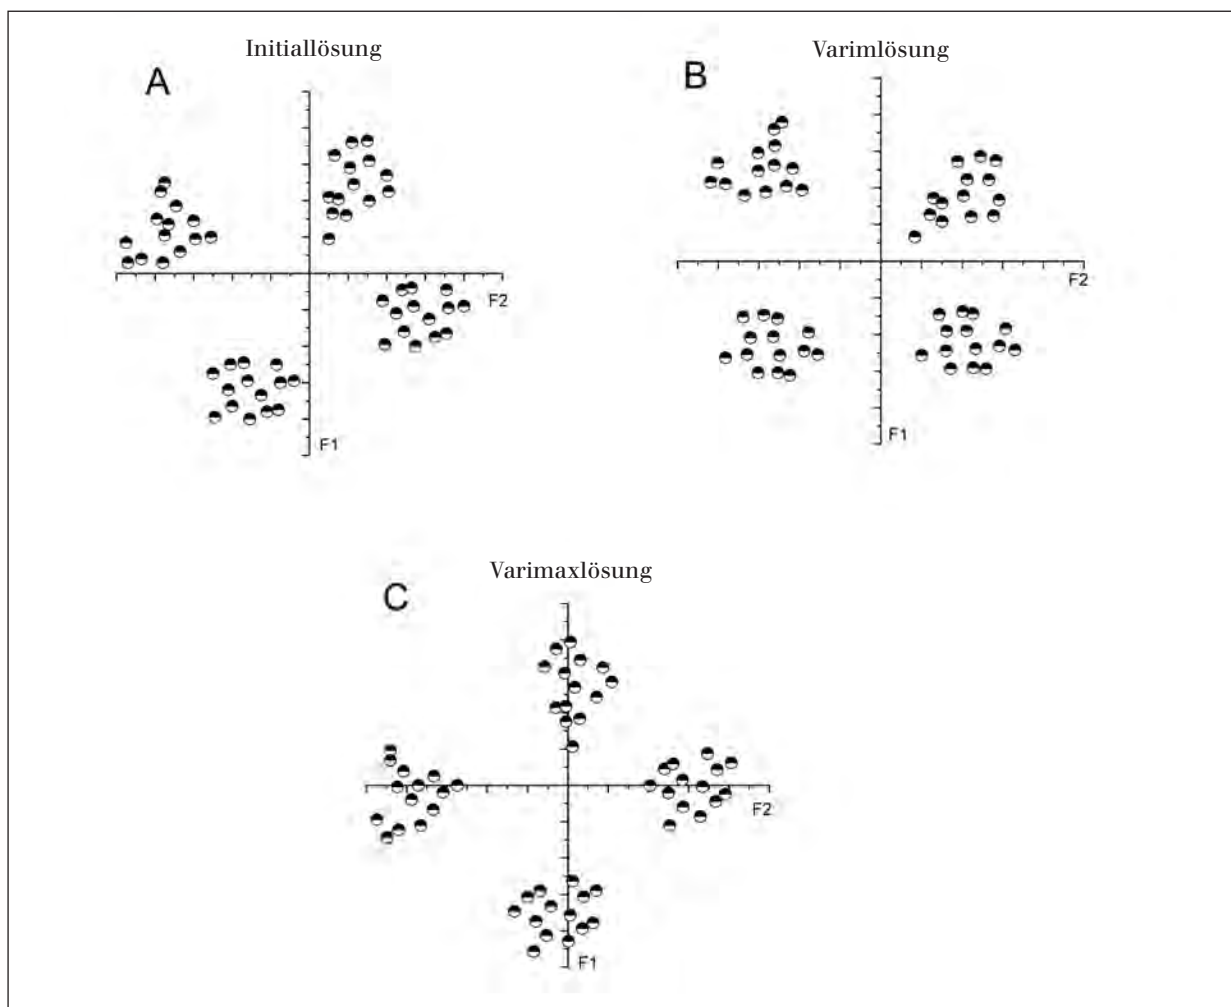 Initiallösung
A
F2
F1
Varimlösung
B
F2
F1
Varimaxlösung
C
F2
F1